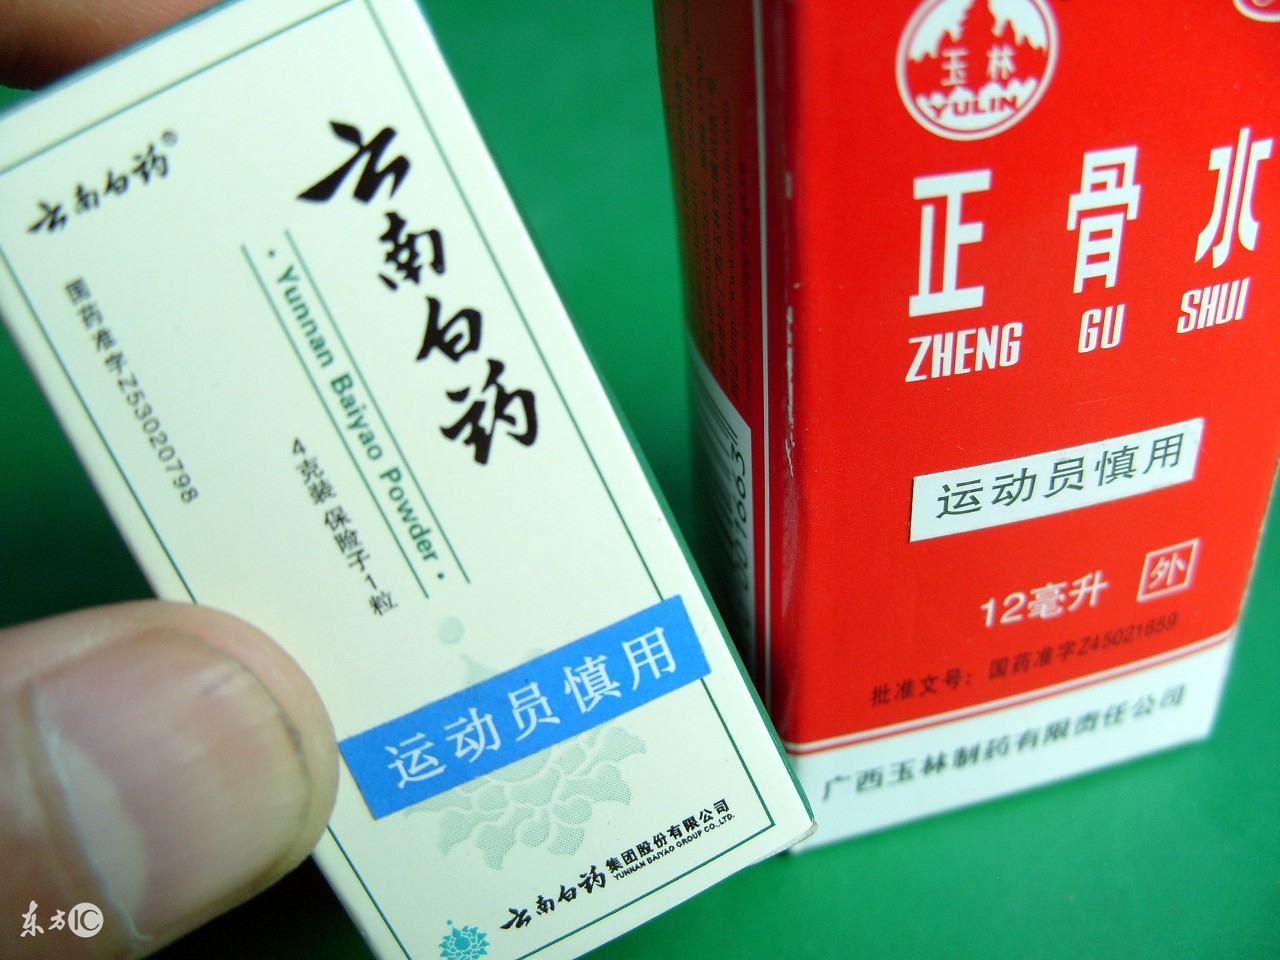 云南白药®
国药准字Z53020798
云南白药
· Yunnan Baiyao Powder ·
4克装 保险子1粒
运动员慎用
云南白药集团股份有限公司
YUNNAN BAIYAO GROUP CO.,LTD.
玉林
YULIN
正骨水
ZHENG GU SHUI
运动员慎用
12毫升 外
批准文号：国药准字Z45021659
广西玉林制药有限责任公司
东方IC